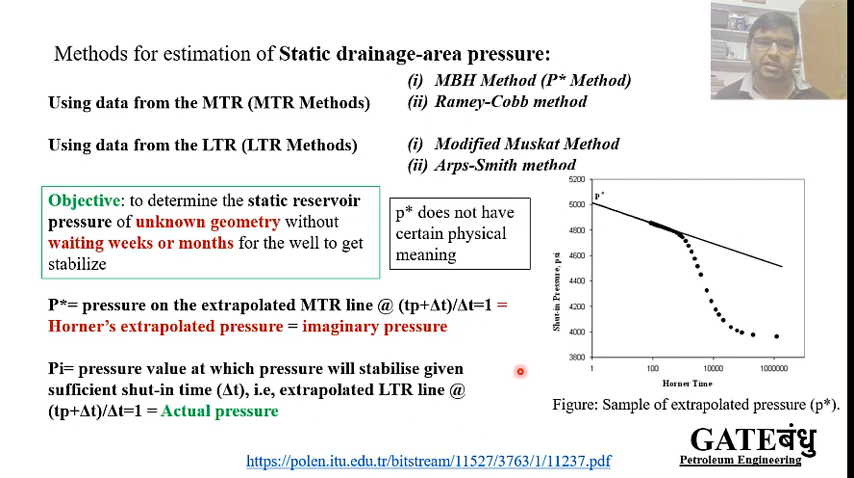 Methods for estimation of Static drainage-area pressure:
(i) MBH Method (P* Method)
Using data from the MTR (MTR Methods)
(ii) Ramey-Cobb method
Using data from the LTR (LTR Methods)
(i) Modified Muskat Method
(ii) Arps-Smith method
Objective: to determine the static reservoir
pressure of unknown geometry without
waiting weeks or months for the well to get
stabilize
p* does not have
certain physical
meaning
P*= pressure on the extrapolated MTR line @ (tp+Δt)/Δt=1 =
Horner's extrapolated pressure = imaginary pressure
Pi= pressure value at which pressure will stabilise given
sufficient shut-in time (Δt), i.e, extrapolated LTR line @
(tp+Δt)/Δt=1 = Actual pressure
5200
5000
4800
4600
4400
4200
4000
3800
P*
Shut-in Pressure, psi
1
100
10000
1000000
Horner Time
Figure: Sample of extrapolated pressure (p*).
GATEबंधु
Petroleum Engineering
https://polen.itu.edu.tr/bitstream/11527/3763/1/11237.pdf